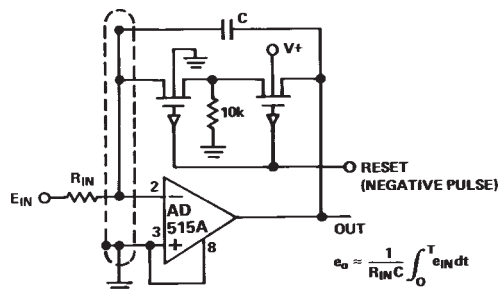 C
V+
10k
RESET
(NEGATIVE PULSE)
EIN
RIN
2
AD
515A
3
8
OUT
eo ≈ 1/RINC ∫0T eINdt